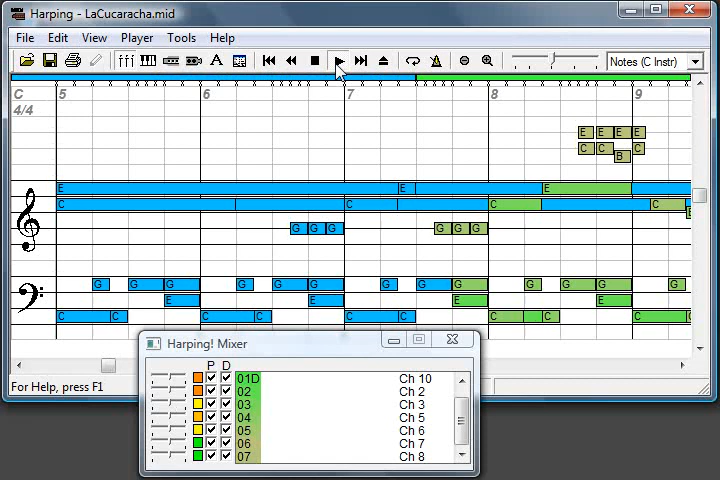 Harping - LaCucaracha.mid
File Edit View Player Tools Help
A Notes (C Instr)
C 5 6 7 8 9
4/4
E E E E
C C B C
E E E
C C C C
G G G G G G
G G G G G G G G G G G G
E E E E
C C C C C C C C C
Harping! Mixer
For Help, press F1
P D
01D Ch 10
02 Ch 2
03 Ch 3
04 Ch 5
05 Ch 6
06 Ch 7
07 Ch 8